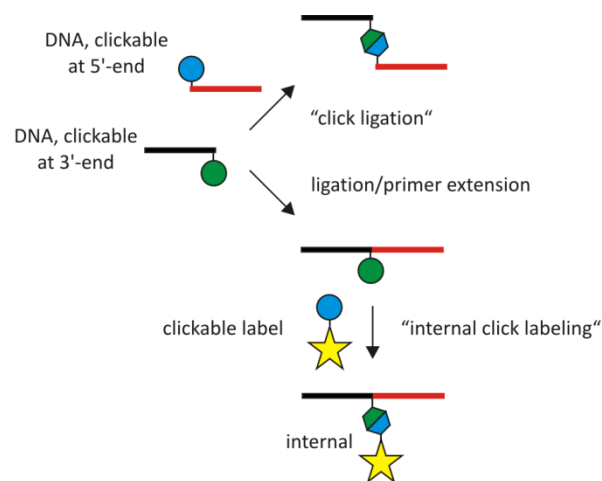 DNA, clickable
at 5'-end
“click ligation“
DNA, clickable
at 3'-end
ligation/primer extension
clickable label
“internal click labeling“
internal